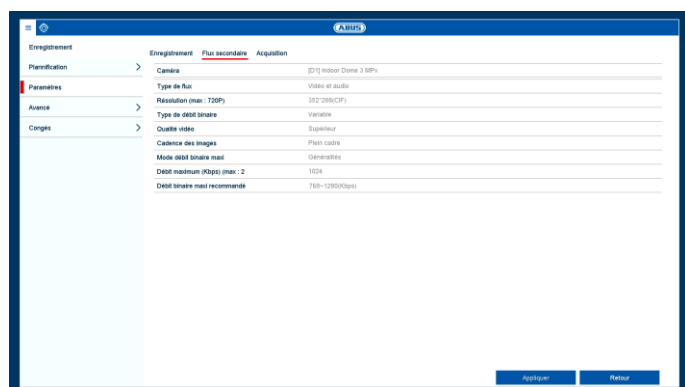 ABUS
Enregistrement
Plannification
Paramètres
Avancé
Congés
Enregistrement Flux secondaire Acquisition
Caméra [D1] Indoor Dome 3 MPx
Type de flux Vidéo et audio
Résolution (max : 720P) 352*288(CIF)
Type de débit binaire Variable
Qualité vidéo Supérieur
Cadence des images Plein cadre
Mode débit binaire maxi Généralités
Débit maximum (Kbps) (max : 2 1024
Débit binaire maxi recommandé 768~1280(Kbps)
Appliquer Retour